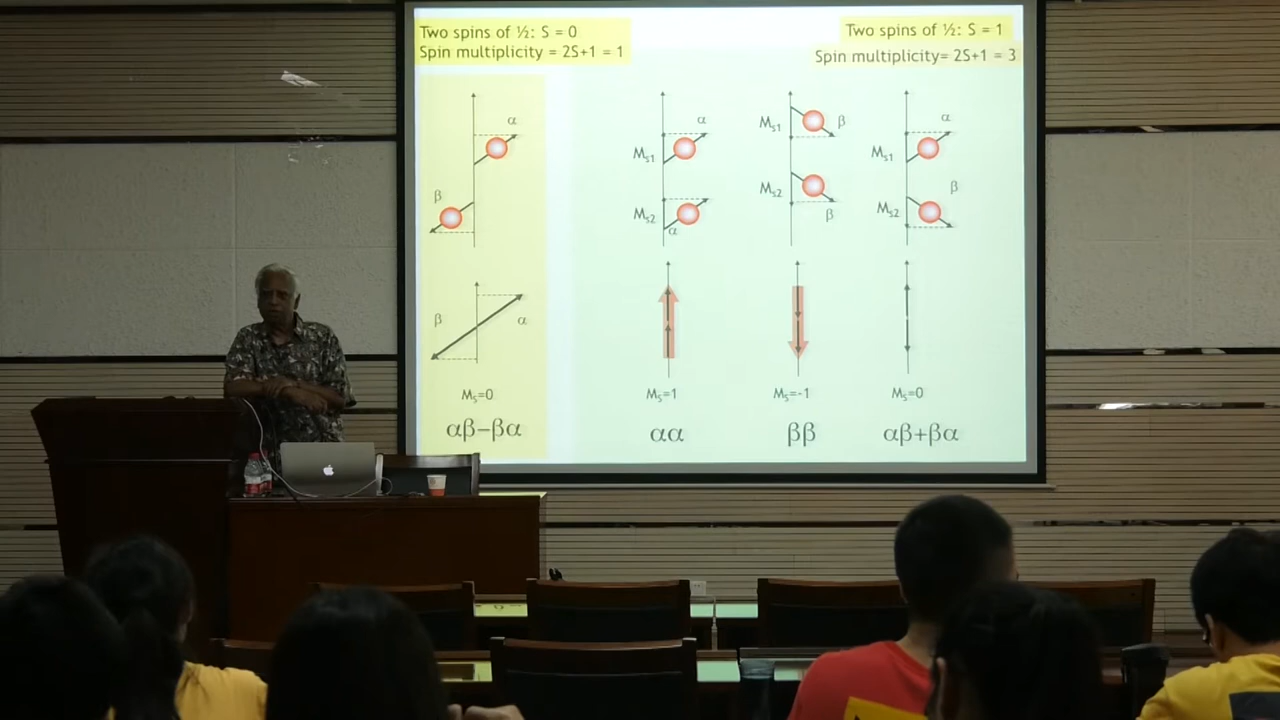 Two spins of ½: S = 0
Spin multiplicity = 2S+1 = 1
Two spins of ½: S = 1
Spin multiplicity= 2S+1 = 3
α
β
α
Ms1
Ms2
α
Ms1
β
Ms2
β
α
Ms1
β
Ms2
β
α
Ms=0
Ms=1
Ms=-1
Ms=0
αβ−βα
αα
ββ
αβ+βα